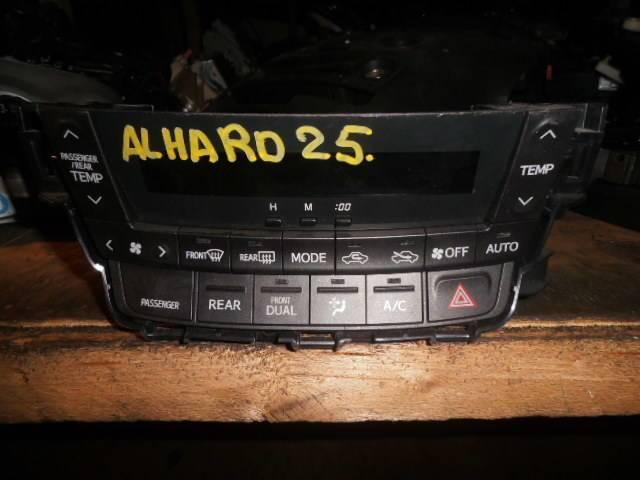 ALHARD 25.
PASSENGER
/REAR
TEMP
TEMP
H M :00
FRONT REAR MODE OFF AUTO
PASSENGER REAR FRONT DUAL A/C